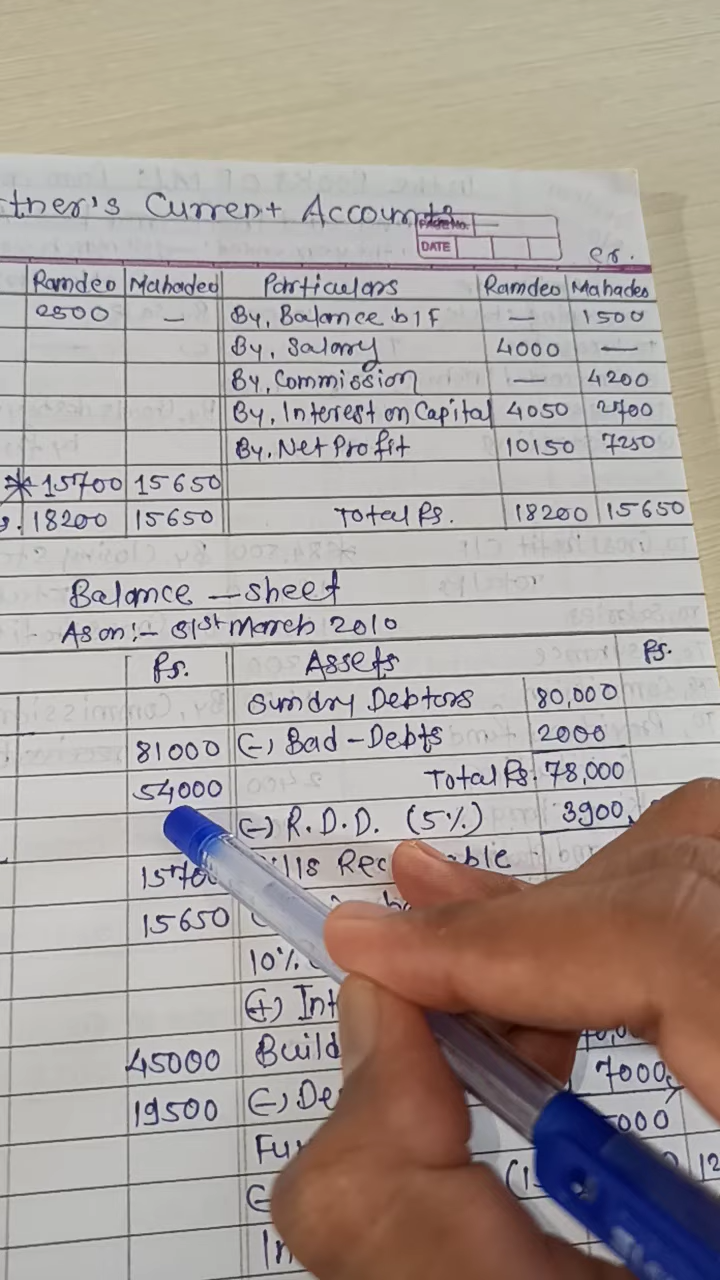 tner's Current Accounts
PAGE No.
DATE
cr.
Ramdeo Mahadeo Particulars Ramdeo Mahadeo
2500 — By, Balance b/F — 1500
By, Salary 4000 —
By, Commission — 4200
By, Interest on Capital 4050 2700
By, Net Profit 10150 7250
15700 15650
18200 15650 Total Rs. 18200 15650
Balance - sheet
As on :- 31st March 2010
Rs. Assets Rs.
Sundry Debtors 80,000
81000 (-) Bad-Debts 2000
54000 Total Rs. 78,000
(-) R.D.D. (5%) 3900
15700
15650
10%
(+) Int
45000 Build
19500 (-) De 7000